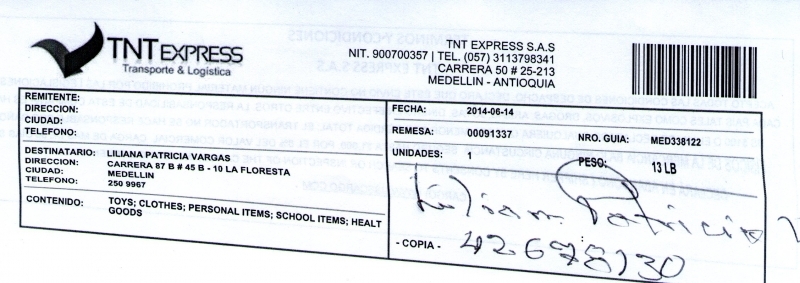 TNT EXPRESS
Transporte & Logística
TNT EXPRESS S.A.S
NIT. 900700357 | TEL. (057) 3113798341
CARRERA 50 # 25-213
MEDELLIN - ANTIOQUIA
REMITENTE:
DIRECCION:
CIUDAD:
TELEFONO:
DESTINATARIO: LILIANA PATRICIA VARGAS
DIRECCION: CARRERA 87 B # 45 B - 10 LA FLORESTA
CIUDAD: MEDELLIN
TELEFONO: 250 9967
CONTENIDO: TOYS; CLOTHES; PERSONAL ITEMS; SCHOOL ITEMS; HEALT
GOODS
FECHA: 2014-06-14
REMESA: 00091337 NRO. GUIA: MED338122
UNIDADES: 1 PESO: 13 LB
Patricia
- COPIA - 42678130